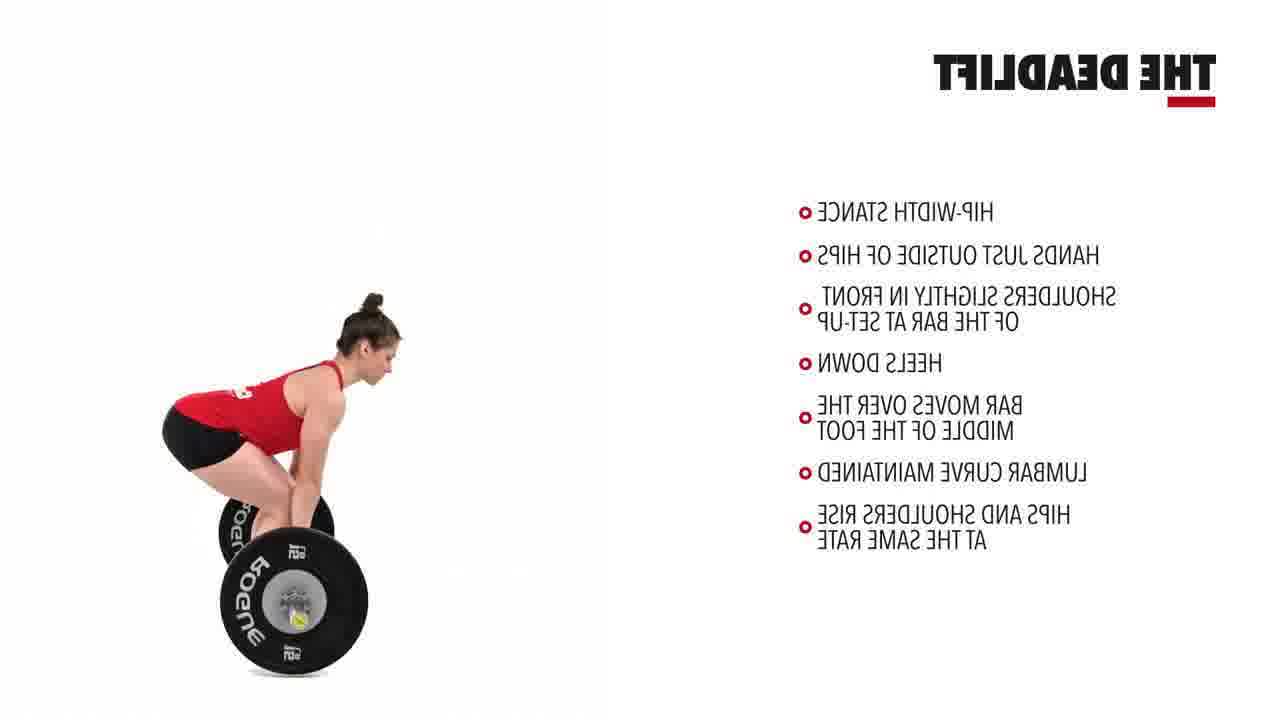 THE DEADLIFT
HIP-WIDTH STANCE
HANDS JUST OUTSIDE OF HIPS
SHOULDERS SLIGHTLY IN FRONT
OF THE BAR AT SET-UP
HEELS DOWN
BAR MOVES OVER THE
MIDDLE OF THE FOOT
LUMBAR CURVE MAINTAINED
HIPS AND SHOULDERS RISE
AT THE SAME RATE
ROGUE
ROGUE